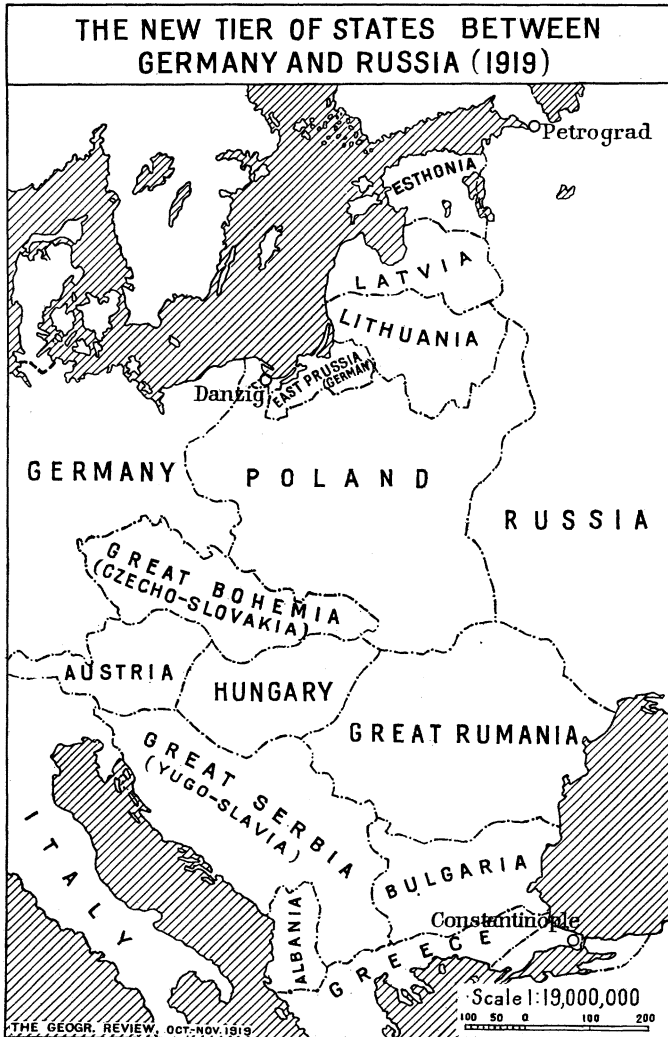 THE NEW TIER OF STATES BETWEEN
GERMANY AND RUSSIA (1919)
Petrograd
ESTHONIA
LATVIA
LITHUANIA
EAST PRUSSIA
(GERMAN)
Danzig
GERMANY
POLAND
RUSSIA
GREAT BOHEMIA
(CZECHO-SLOVAKIA)
AUSTRIA
HUNGARY
GREAT RUMANIA
GREAT SERBIA
(YUGO-SLAVIA)
ITALY
BULGARIA
ALBANIA
Constantinople
GREECE
Scale 1:19,000,000
100 50 0 100 200
THE GEOGR. REVIEW, OCT.-NOV. 1919